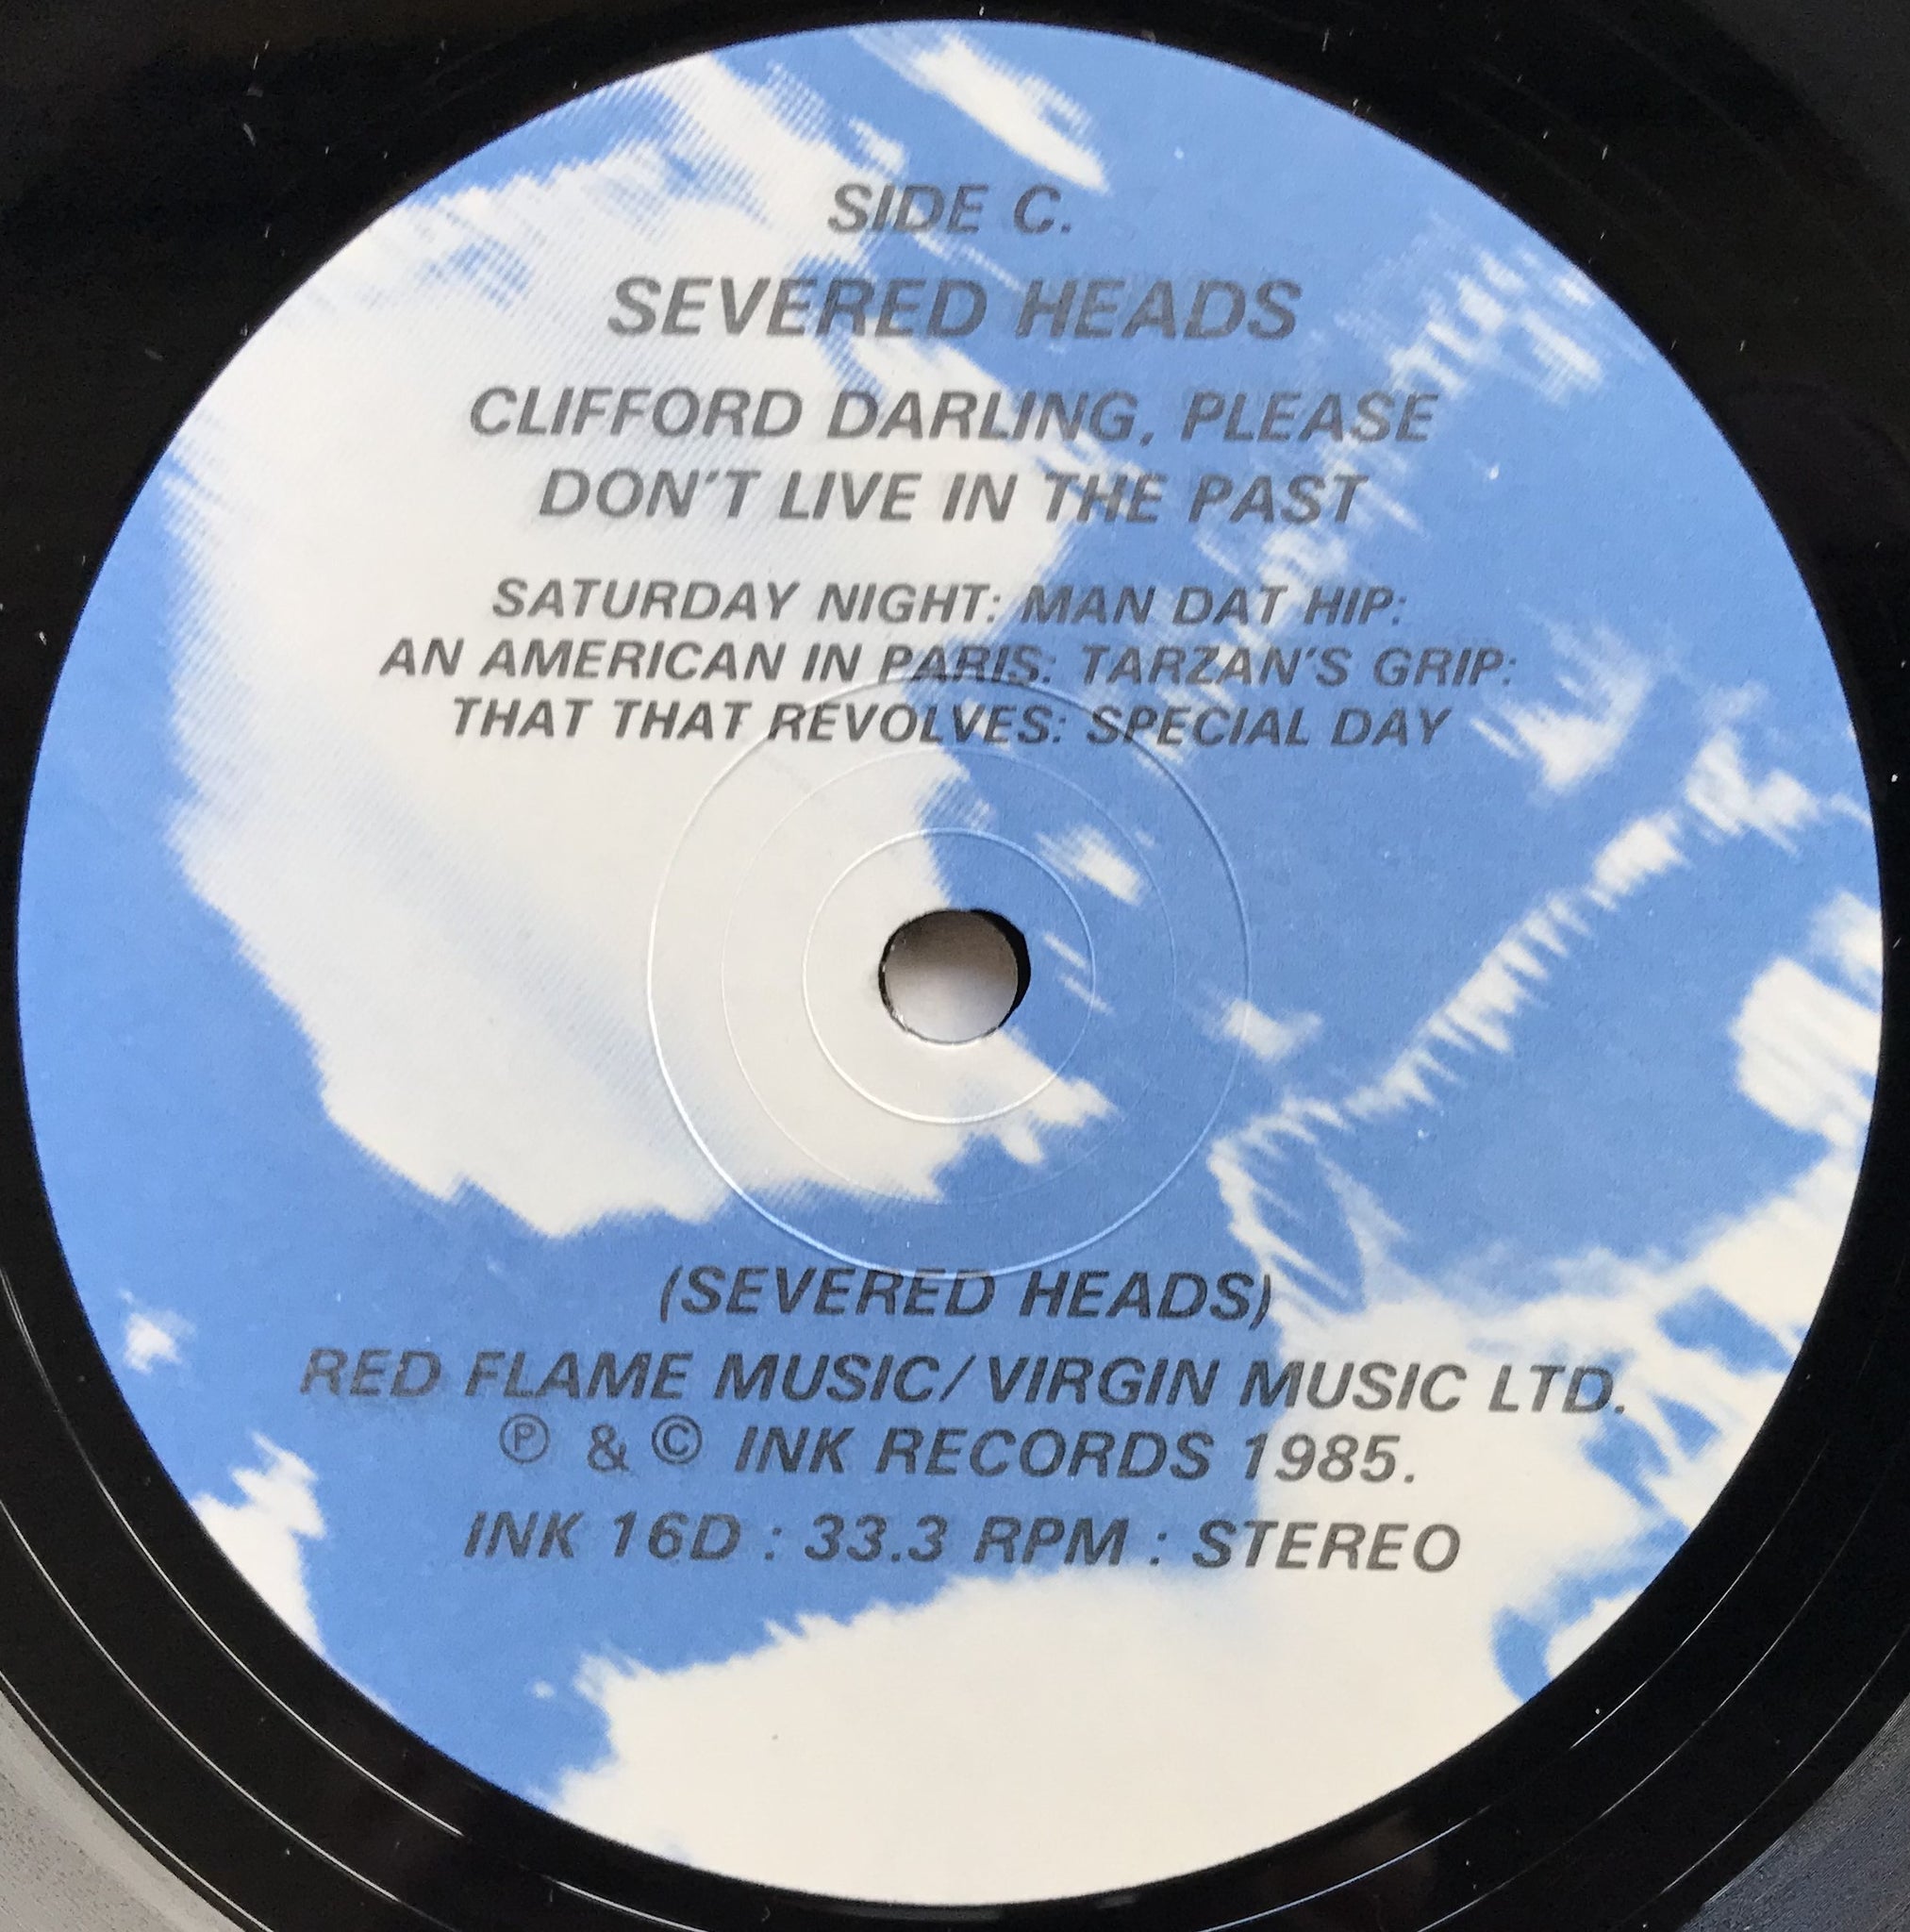 SIDE C.
SEVERED HEADS
CLIFFORD DARLING, PLEASE
DON'T LIVE IN THE PAST
SATURDAY NIGHT: MAN DAT HIP:
AN AMERICAN IN PARIS: TARZAN'S GRIP:
THAT THAT REVOLVES: SPECIAL DAY
(SEVERED HEADS)
RED FLAME MUSIC/VIRGIN MUSIC LTD.
Ⓟ & © INK RECORDS 1985.
INK 16D : 33.3 RPM : STEREO